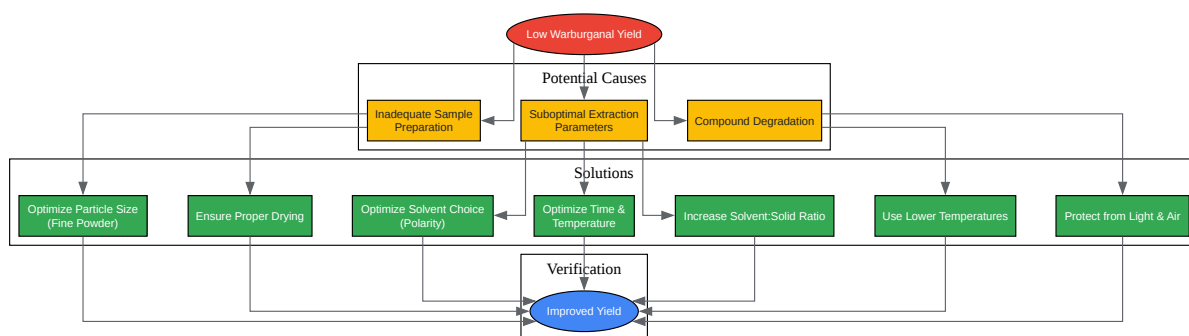 Low Warburganal Yield
Potential Causes
Inadequate Sample
Preparation
Suboptimal Extraction
Parameters
Compound Degradation
Solutions
Optimize Particle Size
(Fine Powder)
Ensure Proper Drying
Optimize Solvent Choice
(Polarity)
Optimize Time &
Temperature
Increase Solvent:Solid Ratio
Use Lower Temperatures
Protect from Light & Air
Verification
Improved Yield